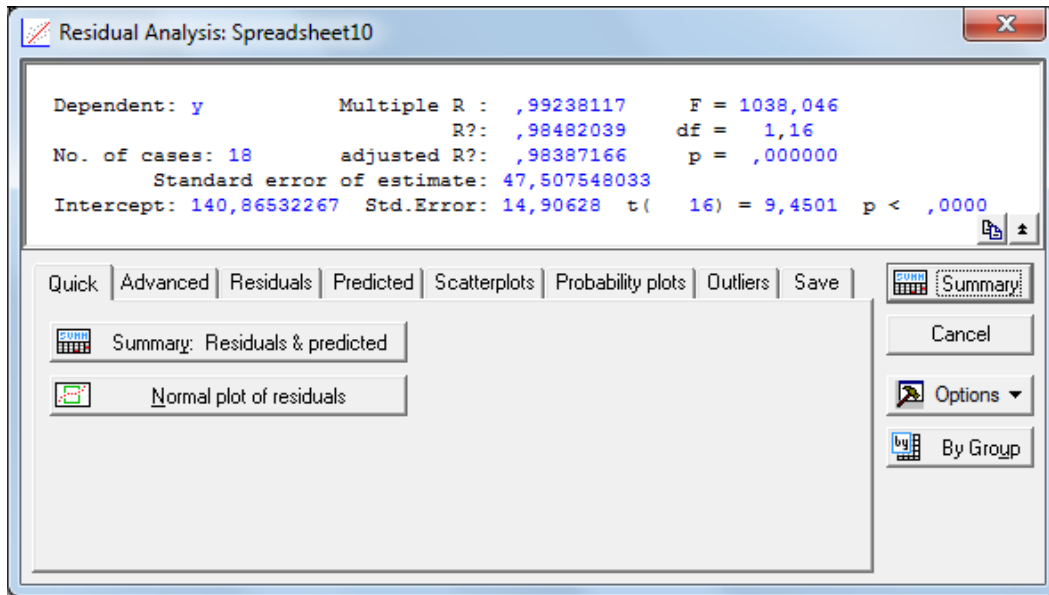 Residual Analysis: Spreadsheet10
Dependent: y Multiple R : ,99238117 F = 1038,046
R?: ,98482039 df = 1,16
No. of cases: 18 adjusted R?: ,98387166 p = ,000000
Standard error of estimate: 47,507548033
Intercept: 140,86532267 Std.Error: 14,90628 t( 16) = 9,4501 p < ,0000
Quick Advanced Residuals Predicted Scatterplots Probability plots Outliers Save
Summary: Residuals & predicted
Normal plot of residuals
Summary
Cancel
Options
By Group